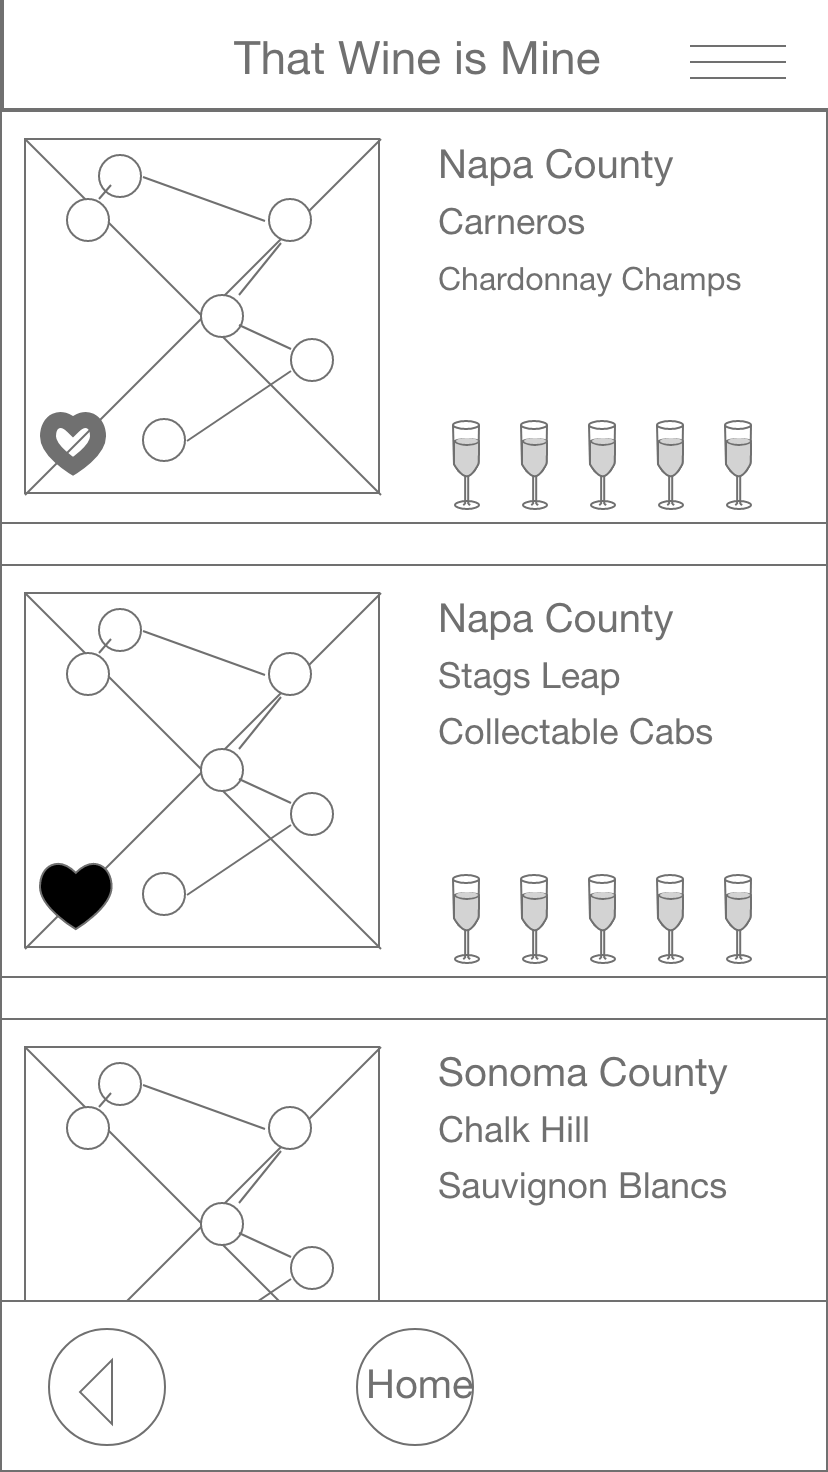 That Wine is Mine
Napa County
Carneros
Chardonnay Champs
Napa County
Stags Leap
Collectable Cabs
Sonoma County
Chalk Hill
Sauvignon Blancs
Home